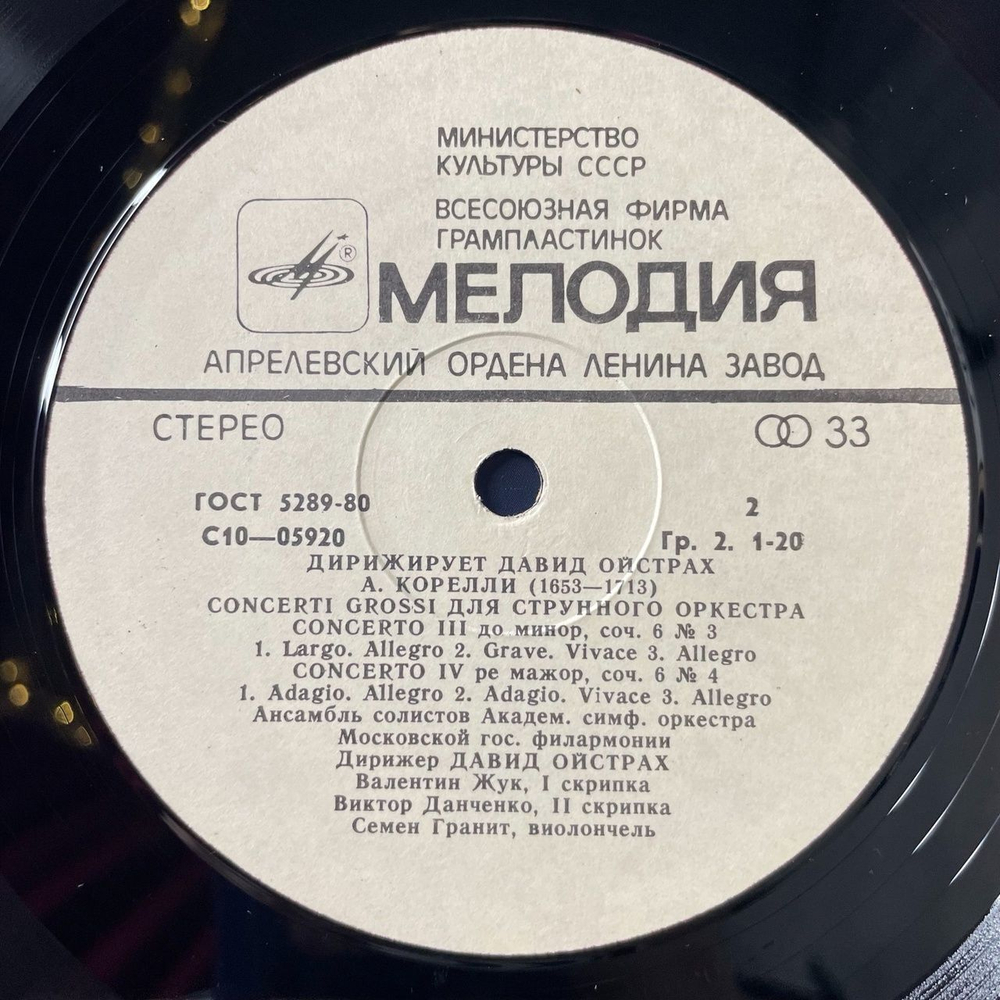 МИНИСТЕРСТВО
КУЛЬТУРЫ СССР
ВСЕСОЮЗНАЯ ФИРМА
ГРАМПЛАСТИНОК
®
МЕЛОДИЯ
АПРЕЛЕВСКИЙ ОРДЕНА ЛЕНИНА ЗАВОД
СТЕРЕО 33
ГОСТ 5289-80 2
С10—05920 Гр. 2. 1-20
ДИРИЖИРУЕТ ДАВИД ОЙСТРАХ
А. КОРЕЛЛИ (1653—1713)
CONCERTI GROSSI ДЛЯ СТРУННОГО ОРКЕСТРА
CONCERTO III до минор, соч. 6 № 3
1. Largo. Allegro 2. Grave. Vivace 3. Allegro
CONCERTO IV ре мажор, соч. 6 № 4
1. Adagio. Allegro 2. Adagio. Vivace 3. Allegro
Ансамбль солистов Академ. симф. оркестра
Московской гос. филармонии
Дирижер ДАВИД ОЙСТРАХ
Валентин Жук, I скрипка
Виктор Данченко, II скрипка
Семен Гранит, виолончель